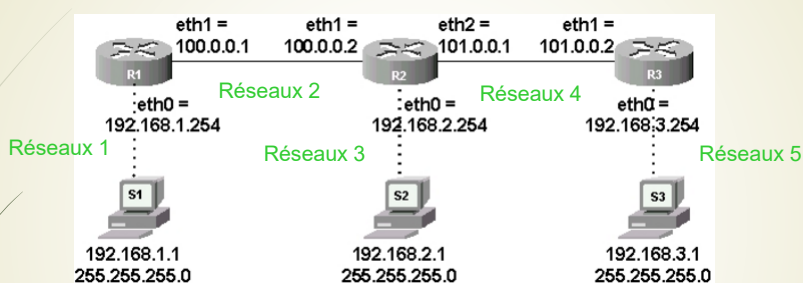 eth1 = eth1 = eth2 = eth1 =
100.0.0.1 100.0.0.2 101.0.0.1 101.0.0.2
R1 R2 R3
Réseaux 2 Réseaux 4
eth0 = eth0 = eth0 =
192.168.1.254 192.168.2.254 192.168.3.254
Réseaux 1 Réseaux 3 Réseaux 5
S1 S2 S3
192.168.1.1 192.168.2.1 192.168.3.1
255.255.255.0 255.255.255.0 255.255.255.0